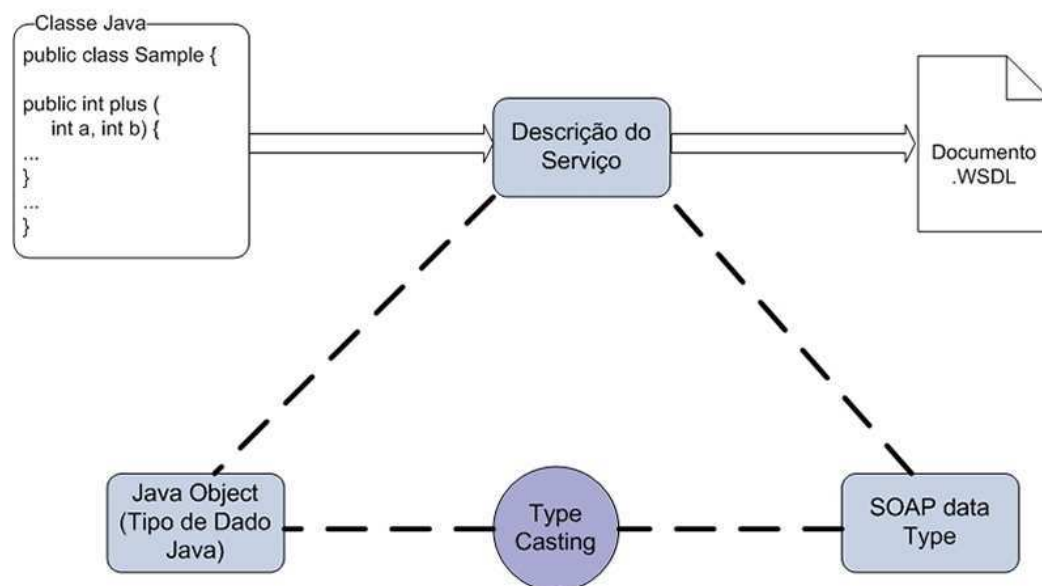 Classe Java
public class Sample {
public int plus (
int a, int b) {
...
}
...
}
Descrição do
Serviço
Documento
.WSDL
Java Object
(Tipo de Dado
Java)
Type
Casting
SOAP data
Type